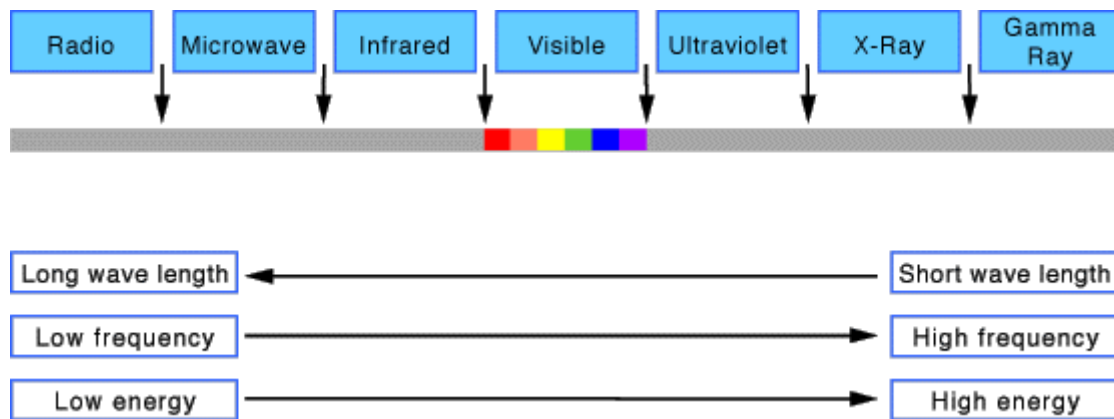 Radio
Microwave
Infrared
Visible
Ultraviolet
X-Ray
Gamma
Ray
Long wave length
Short wave length
Low frequency
High frequency
Low energy
High energy